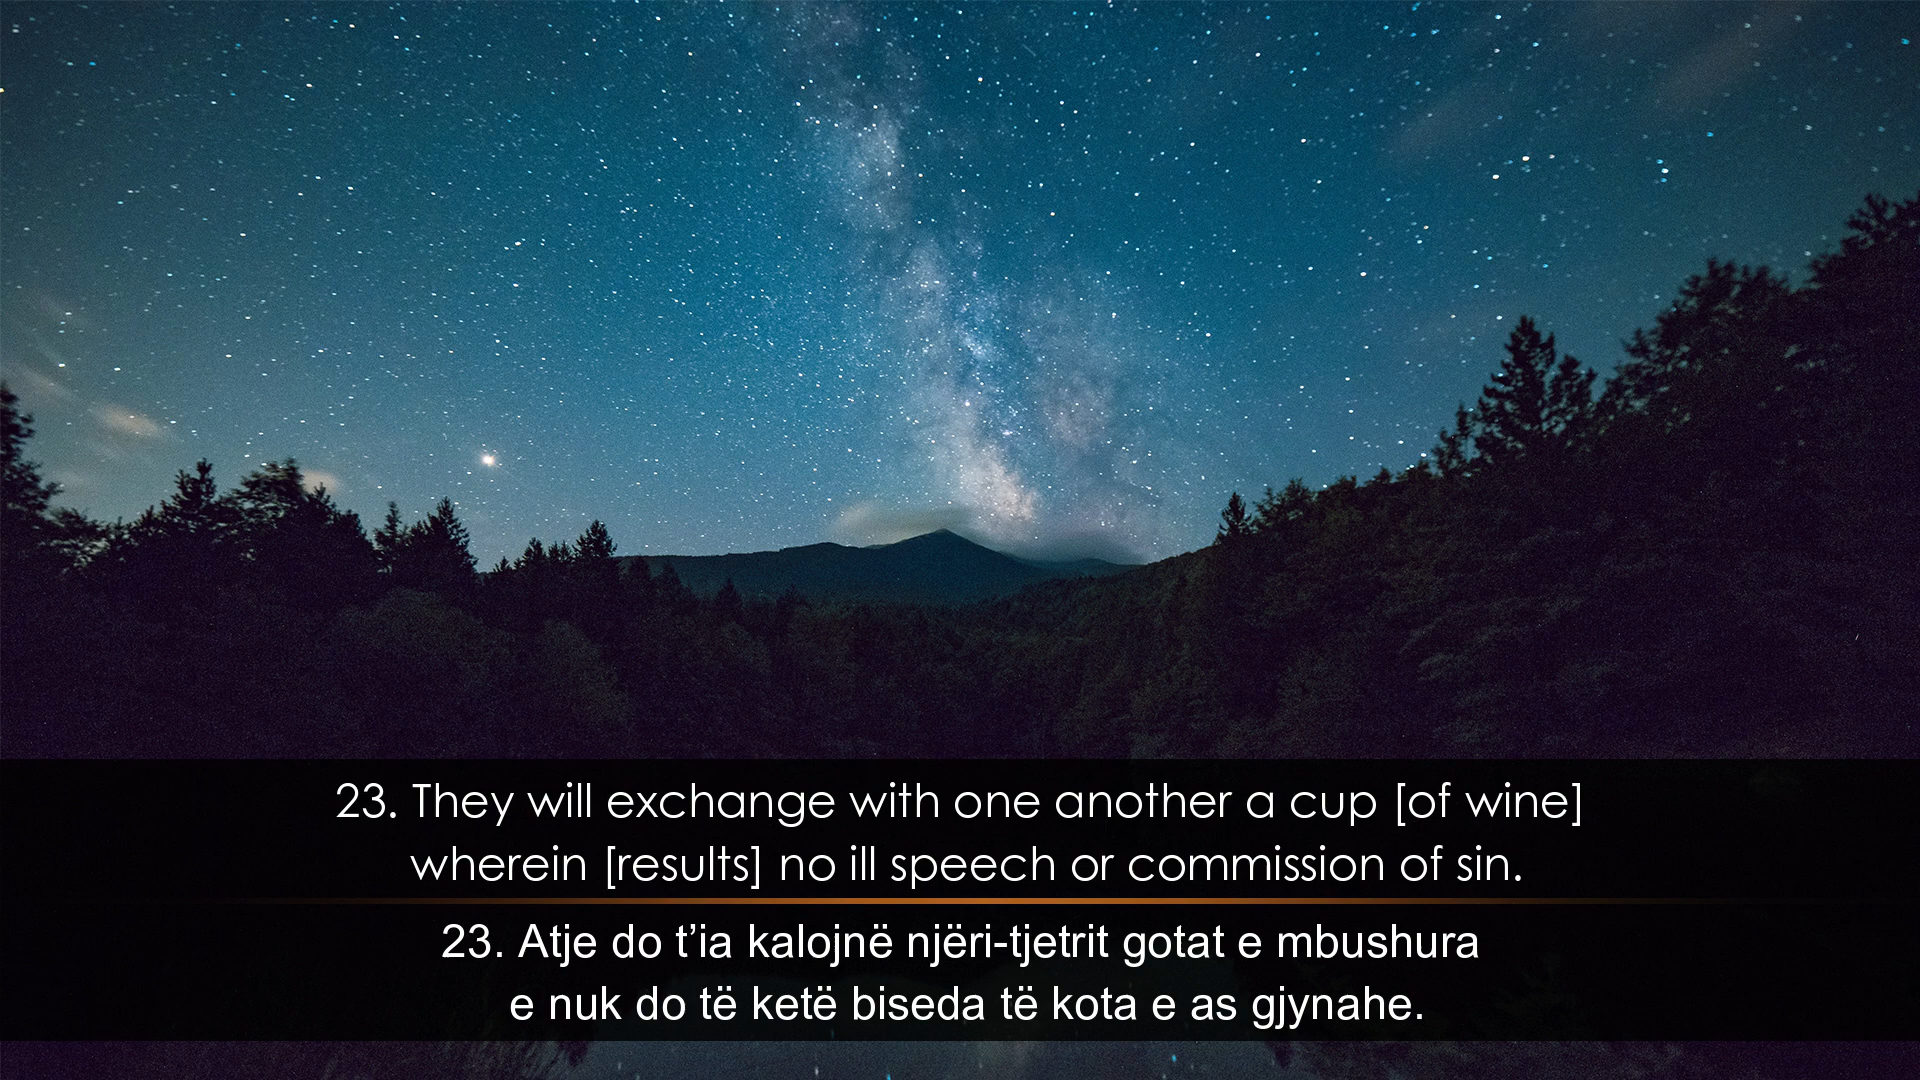 23. They will exchange with one another a cup [of wine]
wherein [results] no ill speech or commission of sin.
23. Atje do t’ia kalojnë njëri-tjetrit gotat e mbushura
e nuk do të ketë biseda të kota e as gjynahe.